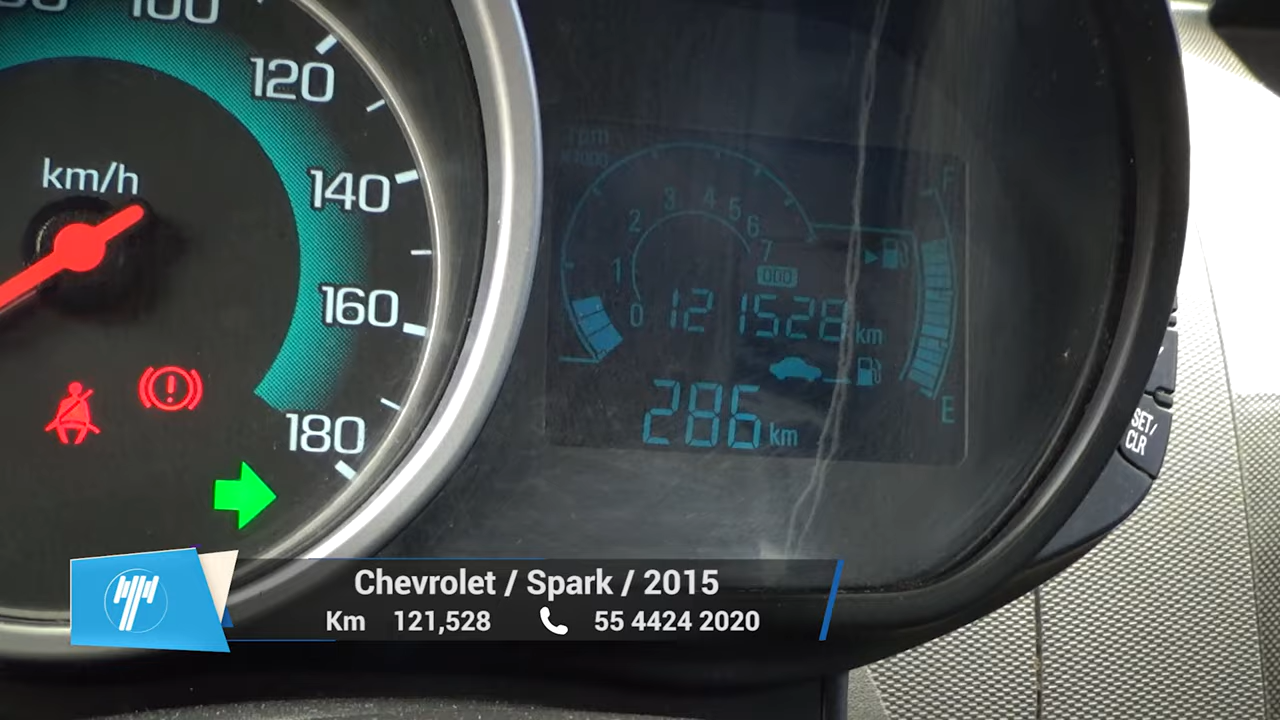 100
120
km/h
140
160
180
rpm
x1000
0 1 2 3 4 5 6 7
F
000
121528 km
E
286 km
SET/
CLR
Chevrolet / Spark / 2015
Km 121,528 55 4424 2020